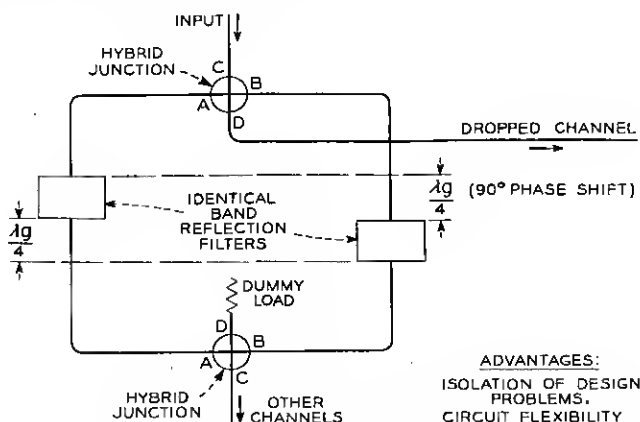 INPUT
HYBRID
JUNCTION
C
A
B
D
DROPPED CHANNEL
λg
4
(90° PHASE SHIFT)
IDENTICAL
BAND
REFLECTION
FILTERS
λg
4
DUMMY
LOAD
D
A
B
C
HYBRID
JUNCTION
OTHER
CHANNELS
ADVANTAGES:
ISOLATION OF DESIGN
PROBLEMS.
CIRCUIT FLEXIBILITY